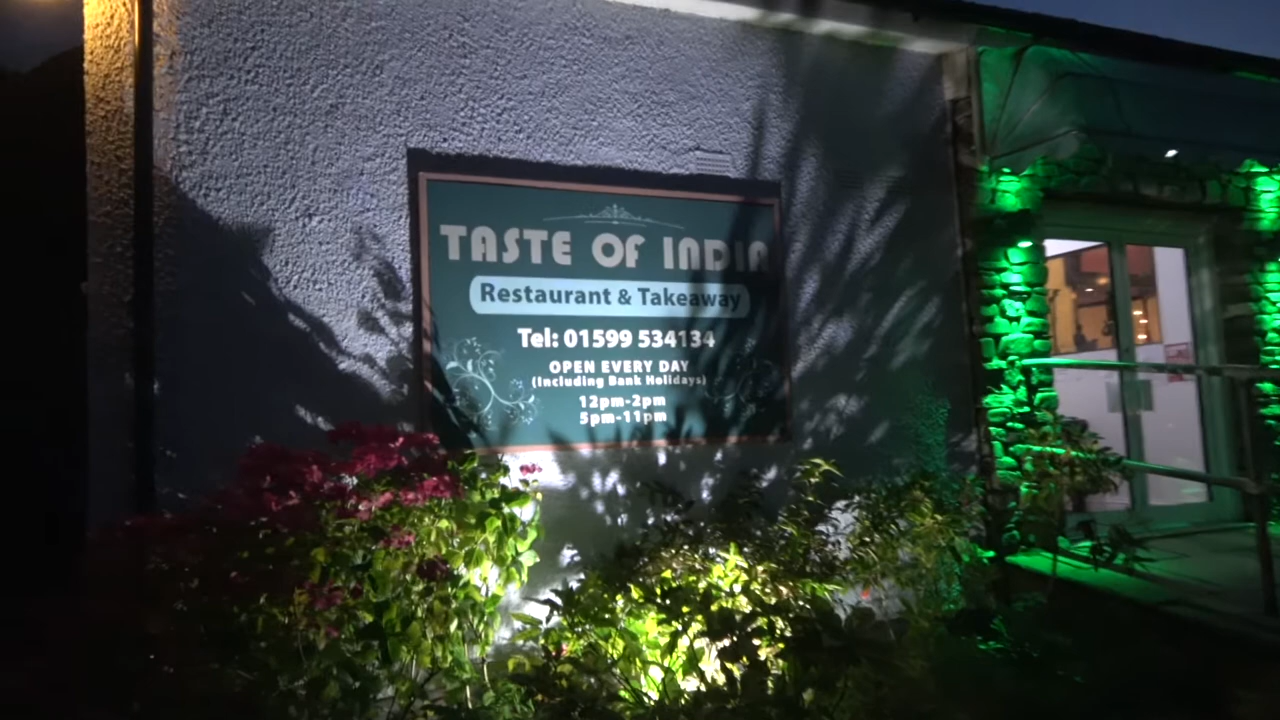 TASTE OF INDIA
Restaurant & Takeaway
Tel: 01599 534134
OPEN EVERY DAY
(Including Bank Holidays)
12pm-2pm
5pm-11pm